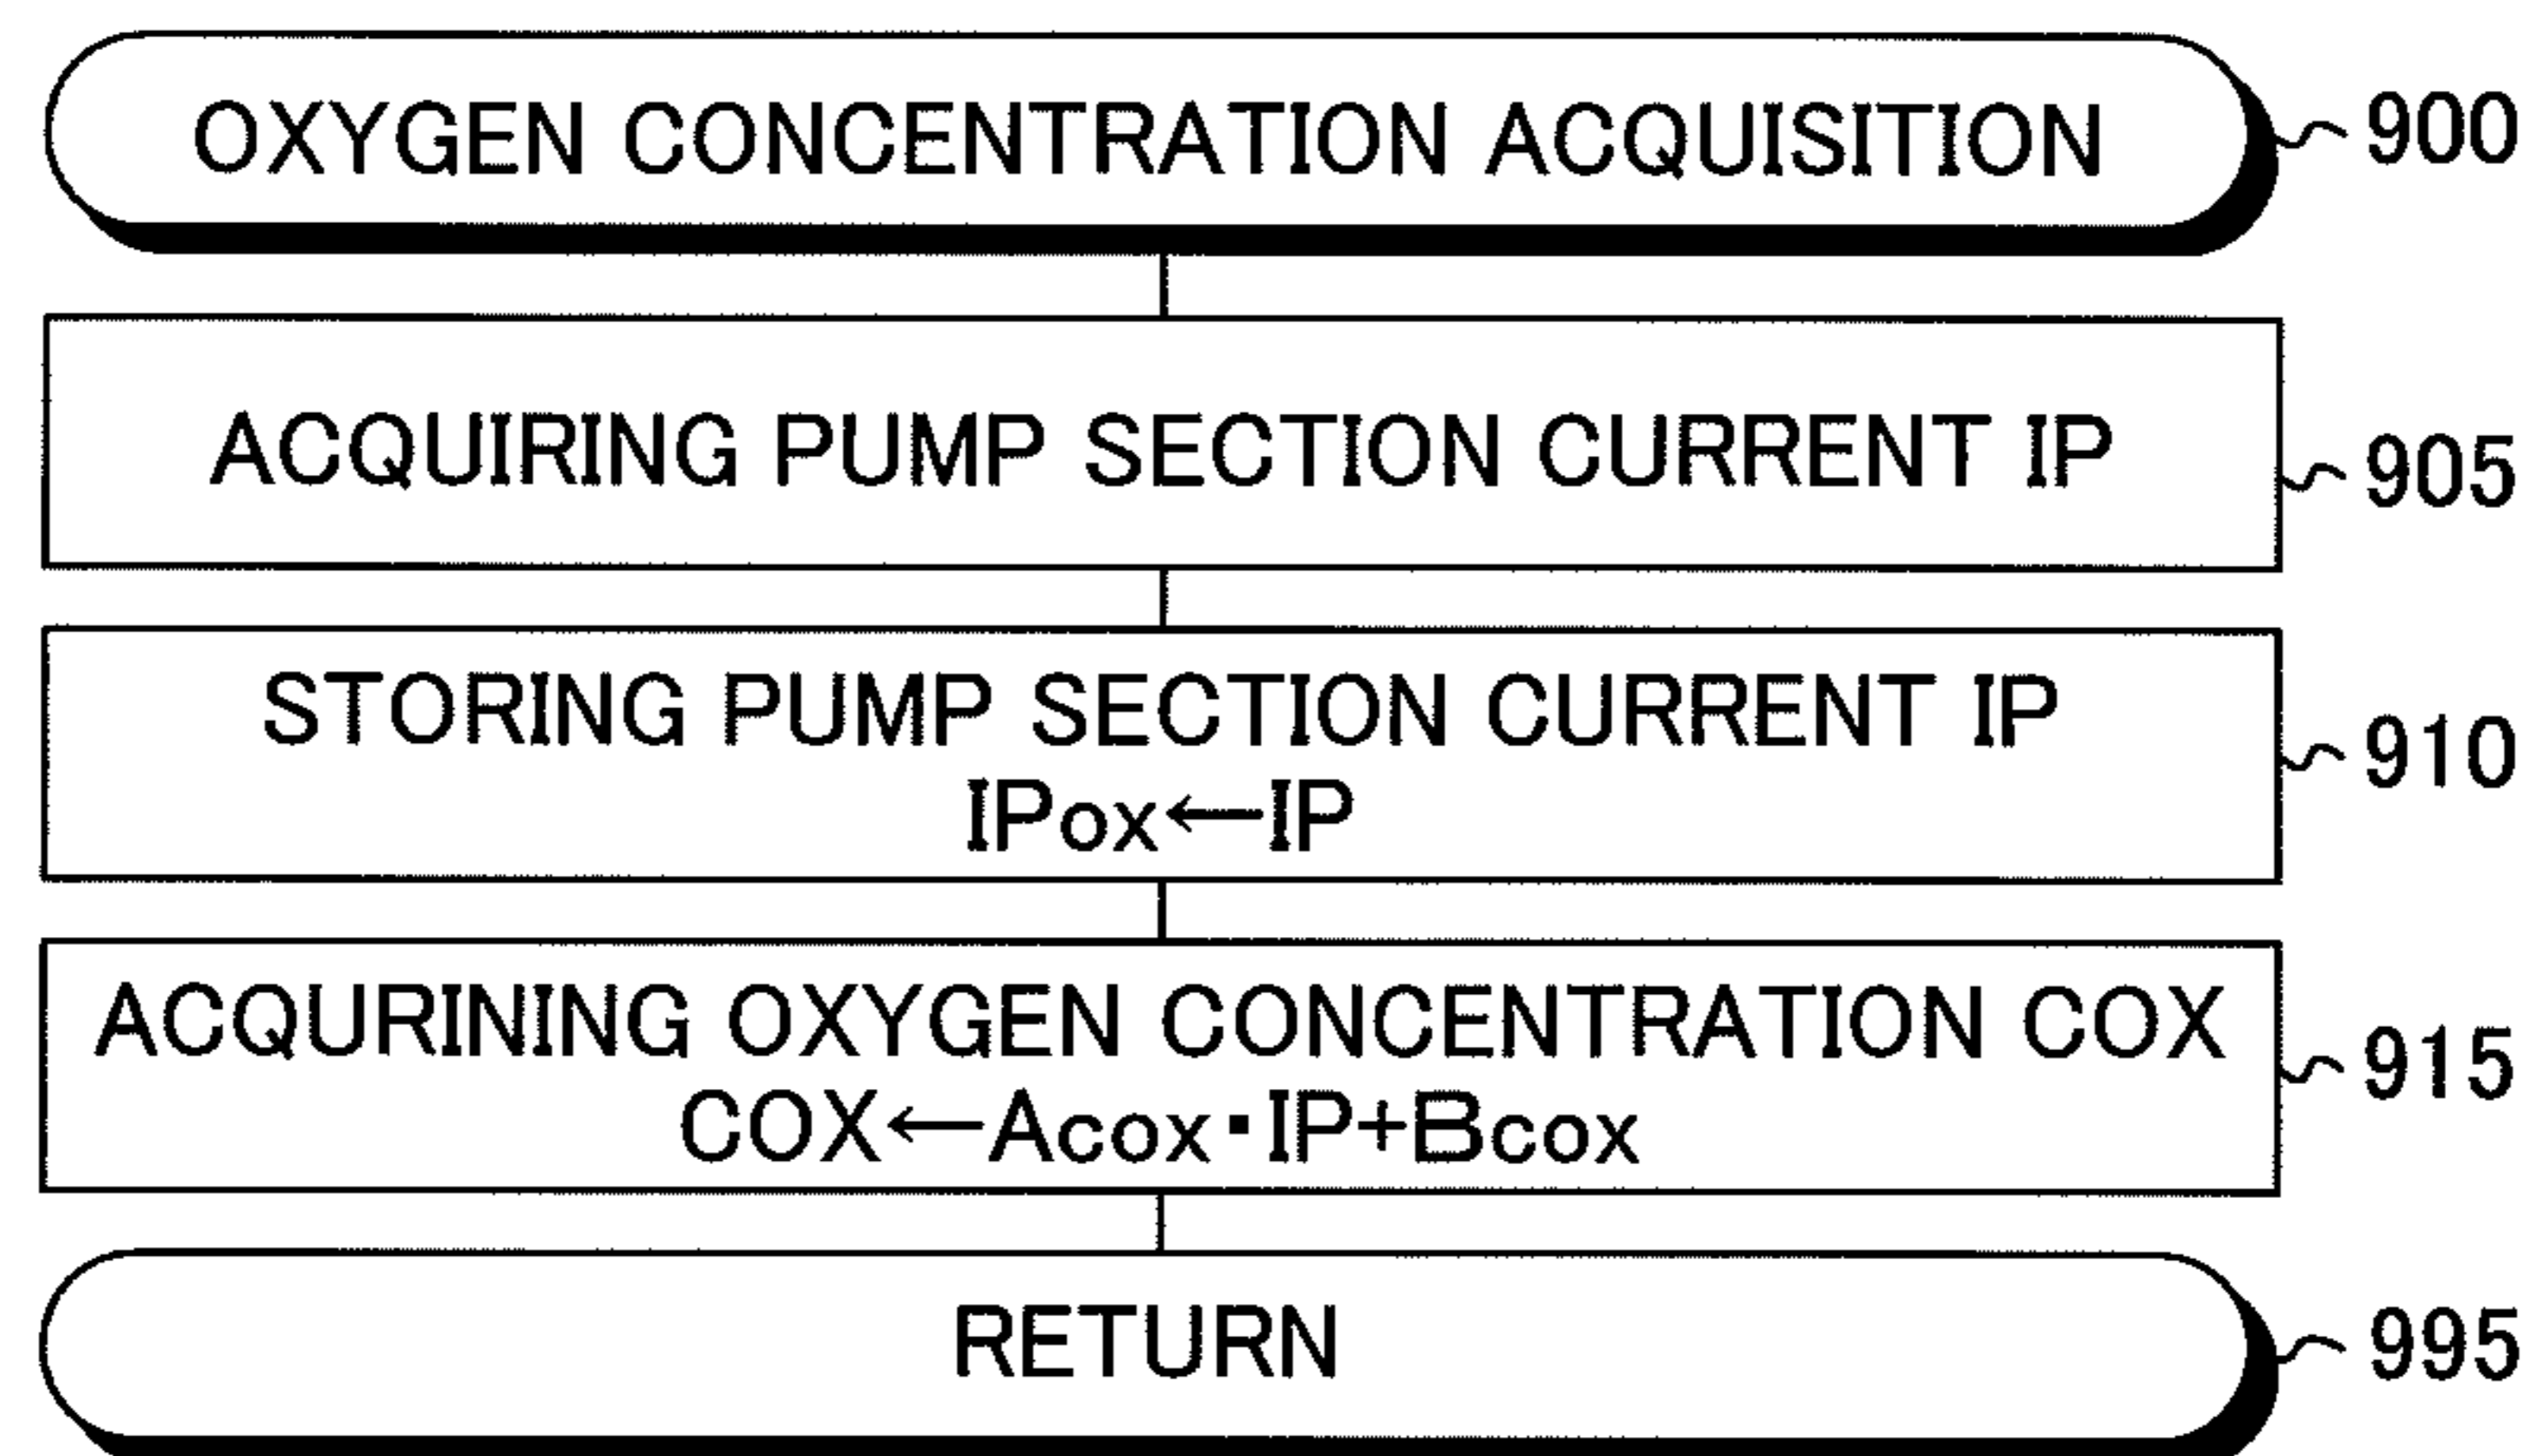 OXYGEN CONCENTRATION ACQUISITION 900
ACQUIRING PUMP SECTION CURRENT IP 905
STORING PUMP SECTION CURRENT IP
IPox←IP 910
ACQURINING OXYGEN CONCENTRATION COX
COX←Acox・IP+Bcox 915
RETURN 995